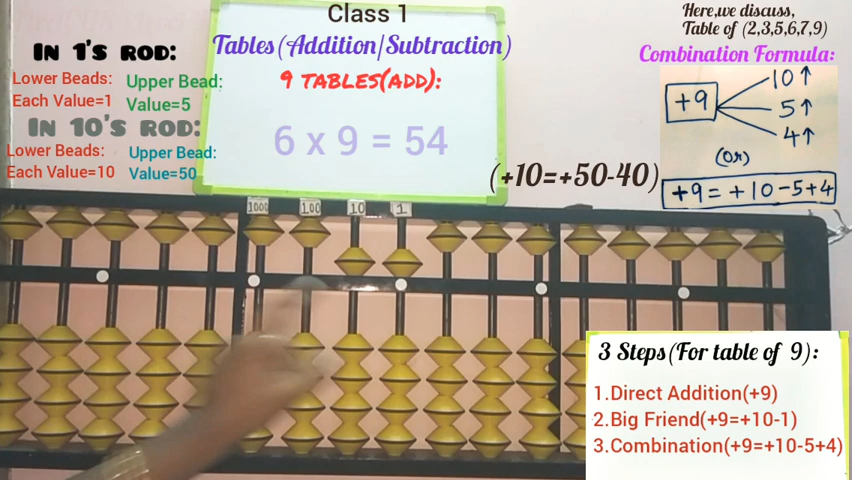 Class 1
Tables(Addition/Subtraction)
9 TABLES(ADD):
6 x 9 = 54
IN 1'S ROD:
Lower Beads:
Each Value=1
Upper Bead:
Value=5
IN 10'S ROD:
Lower Beads:
Each Value=10
Upper Bead:
Value=50
Here,we discuss,
Table of (2,3,5,6,7,9)
Combination Formula:
+9
10↑
5↑
4↑
(or)
+9 = +10-5+4
(+10=+50-40)
1000
100
10
1
3 Steps(For table of 9):
1.Direct Addition(+9)
2.Big Friend(+9=+10-1)
3.Combination(+9=+10-5+4)